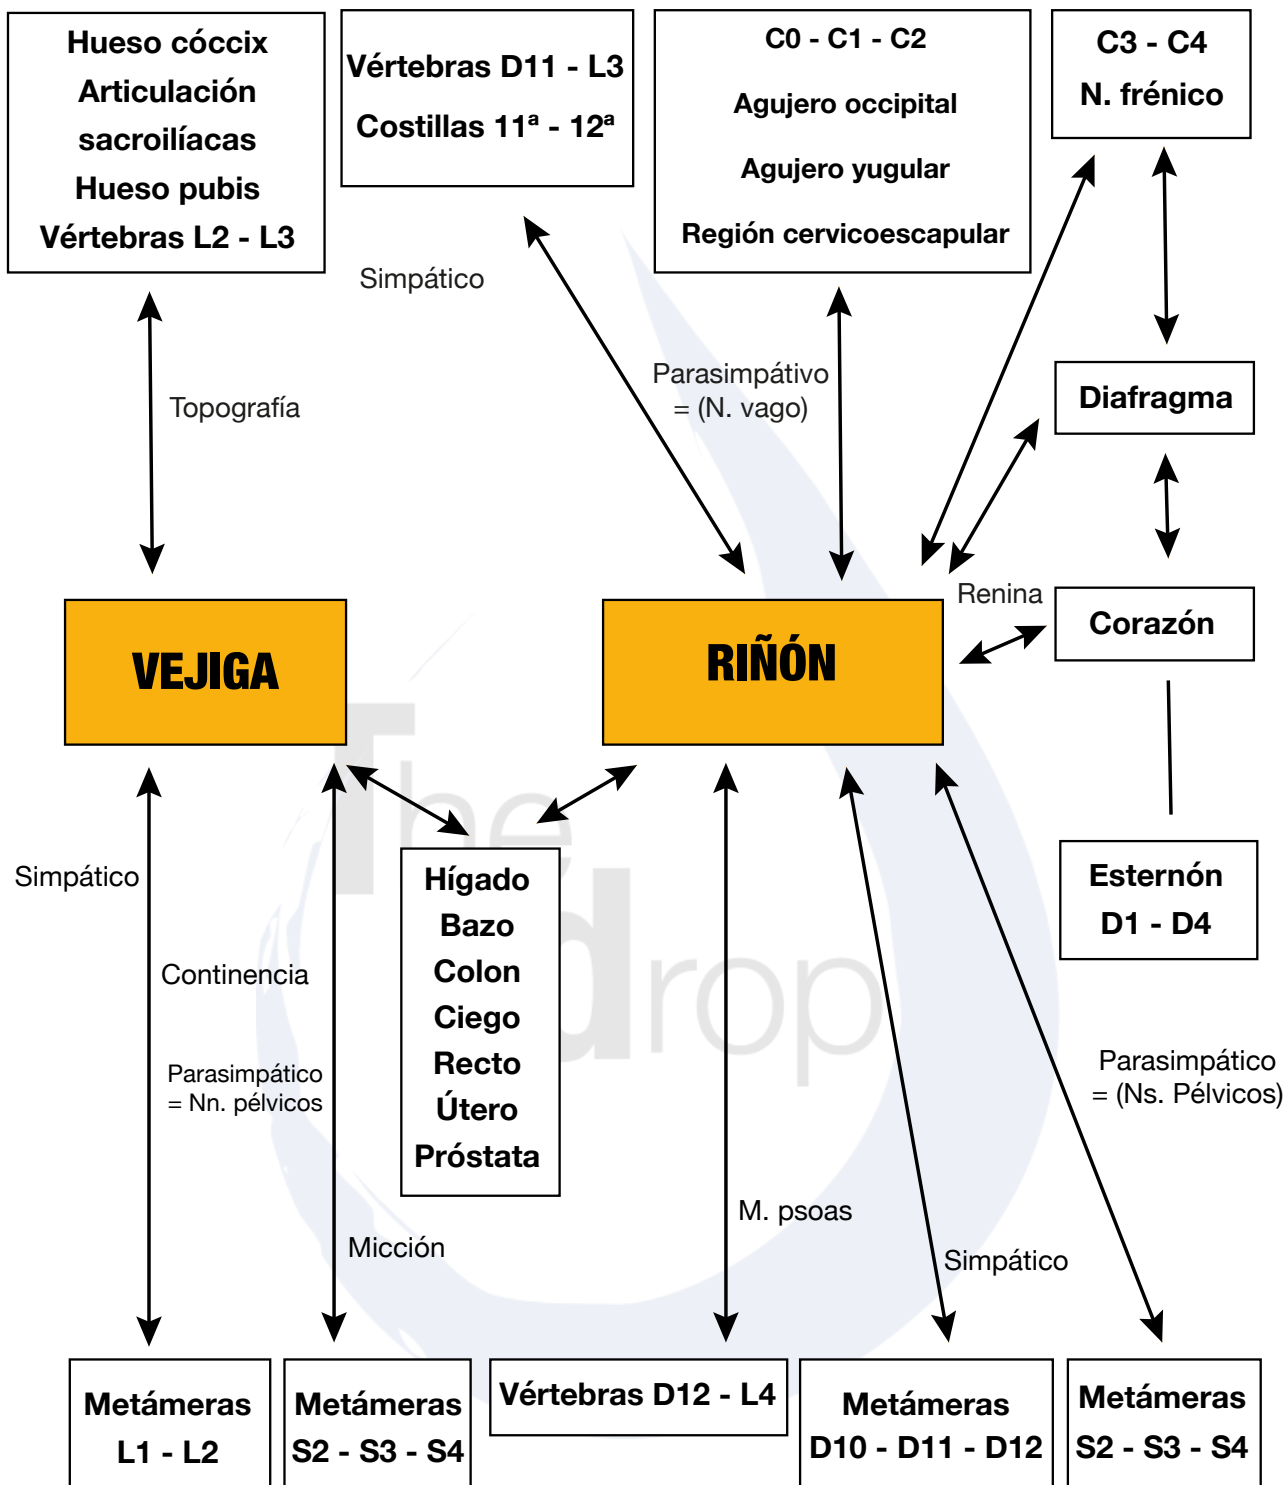 Hueso cóccix
Articulación
sacroilíacas
Hueso pubis
Vértebras L2 - L3
Vértebras D11 - L3
Costillas 11ª - 12ª
C0 - C1 - C2
Agujero occipital
Agujero yugular
Región cervicoescapular
C3 - C4
N. frénico
Simpático
Topografía
Parasimpátivo
= (N. vago)
Diafragma
Renina
Corazón
VEJIGA
RIÑÓN
The
drop
Simpático
Continencia
Parasimpático
= Nn. pélvicos
Micción
Hígado
Bazo
Colon
Ciego
Recto
Útero
Próstata
Esternón
D1 - D4
Parasimpático
= (Ns. Pélvicos)
M. psoas
Simpático
Metámeras
L1 - L2
Metámeras
S2 - S3 - S4
Vértebras D12 - L4
Metámeras
D10 - D11 - D12
Metámeras
S2 - S3 - S4